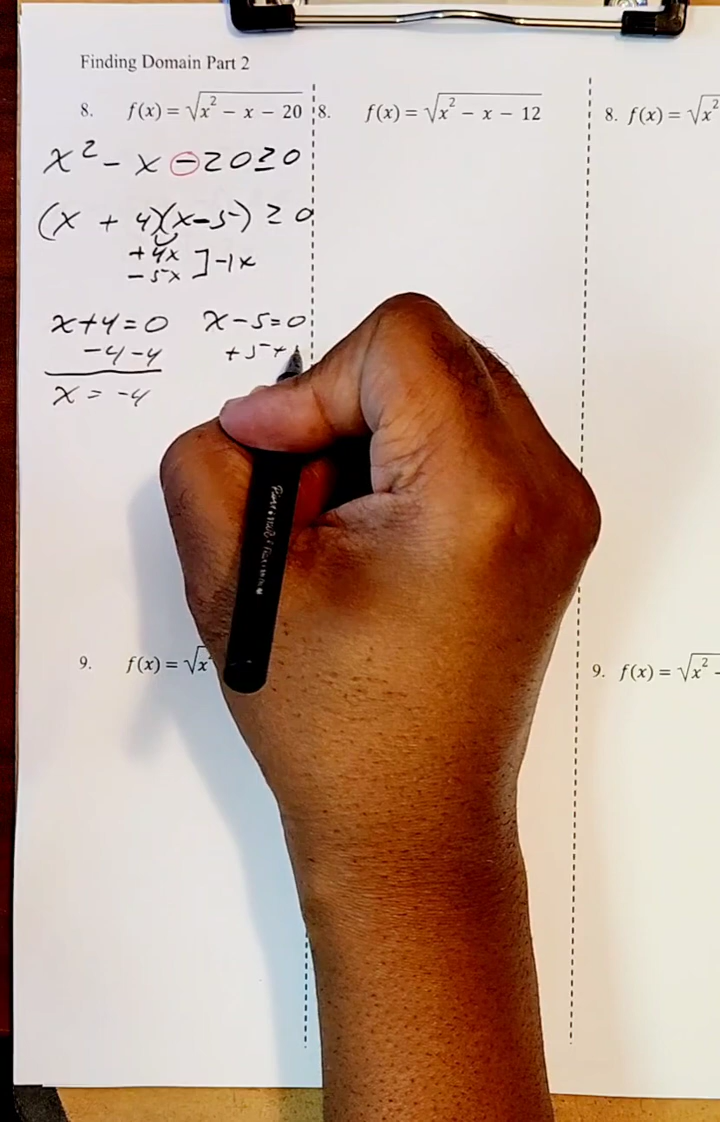 Finding Domain Part 2
8. f(x) = √x² − x − 20
x² − x − 20 ≥ 0
(x + 4)(x − 5) ≥ 0
+4x
−5x ] −1x
x + 4 = 0 x − 5 = 0
−4 −4 +5 +
x = −4
9. f(x) = √x
8. f(x) = √x² − x − 12
8. f(x) = √x²
9. f(x) = √x² −